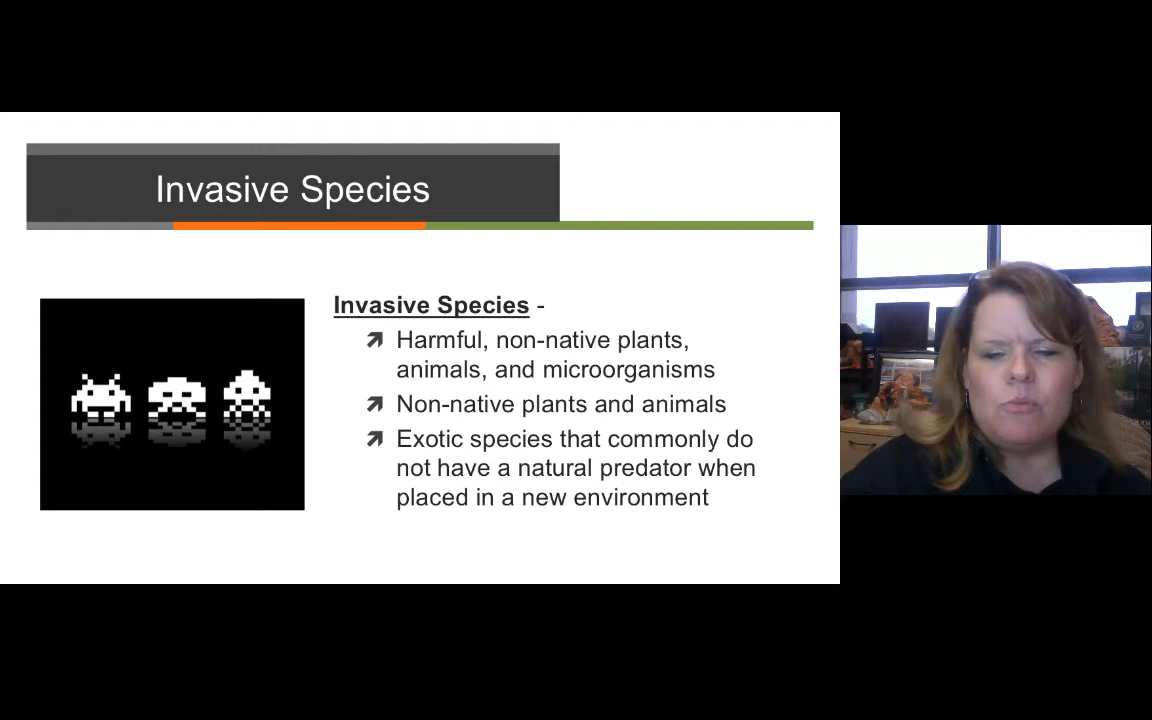 Invasive Species
Invasive Species -
Harmful, non-native plants,
animals, and microorganisms
Non-native plants and animals
Exotic species that commonly do
not have a natural predator when
placed in a new environment